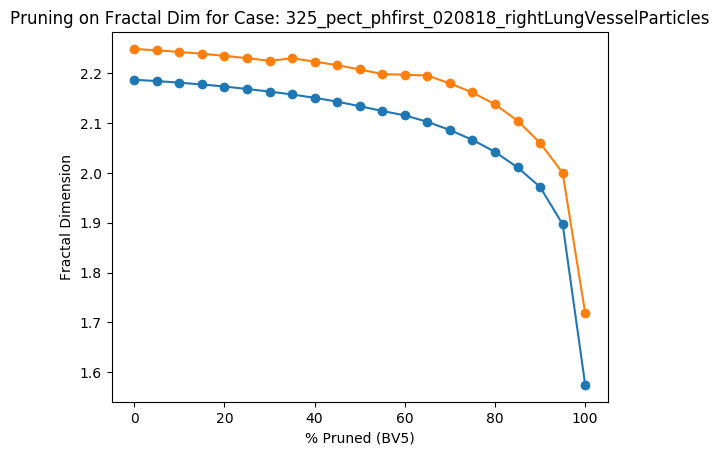 Pruning on Fractal Dim for Case: 325_pect_phfirst_020818_rightLungVesselParticles
Fractal Dimension
2.2
2.1
2.0
1.9
1.8
1.7
1.6
0 20 40 60 80 100
% Pruned (BV5)